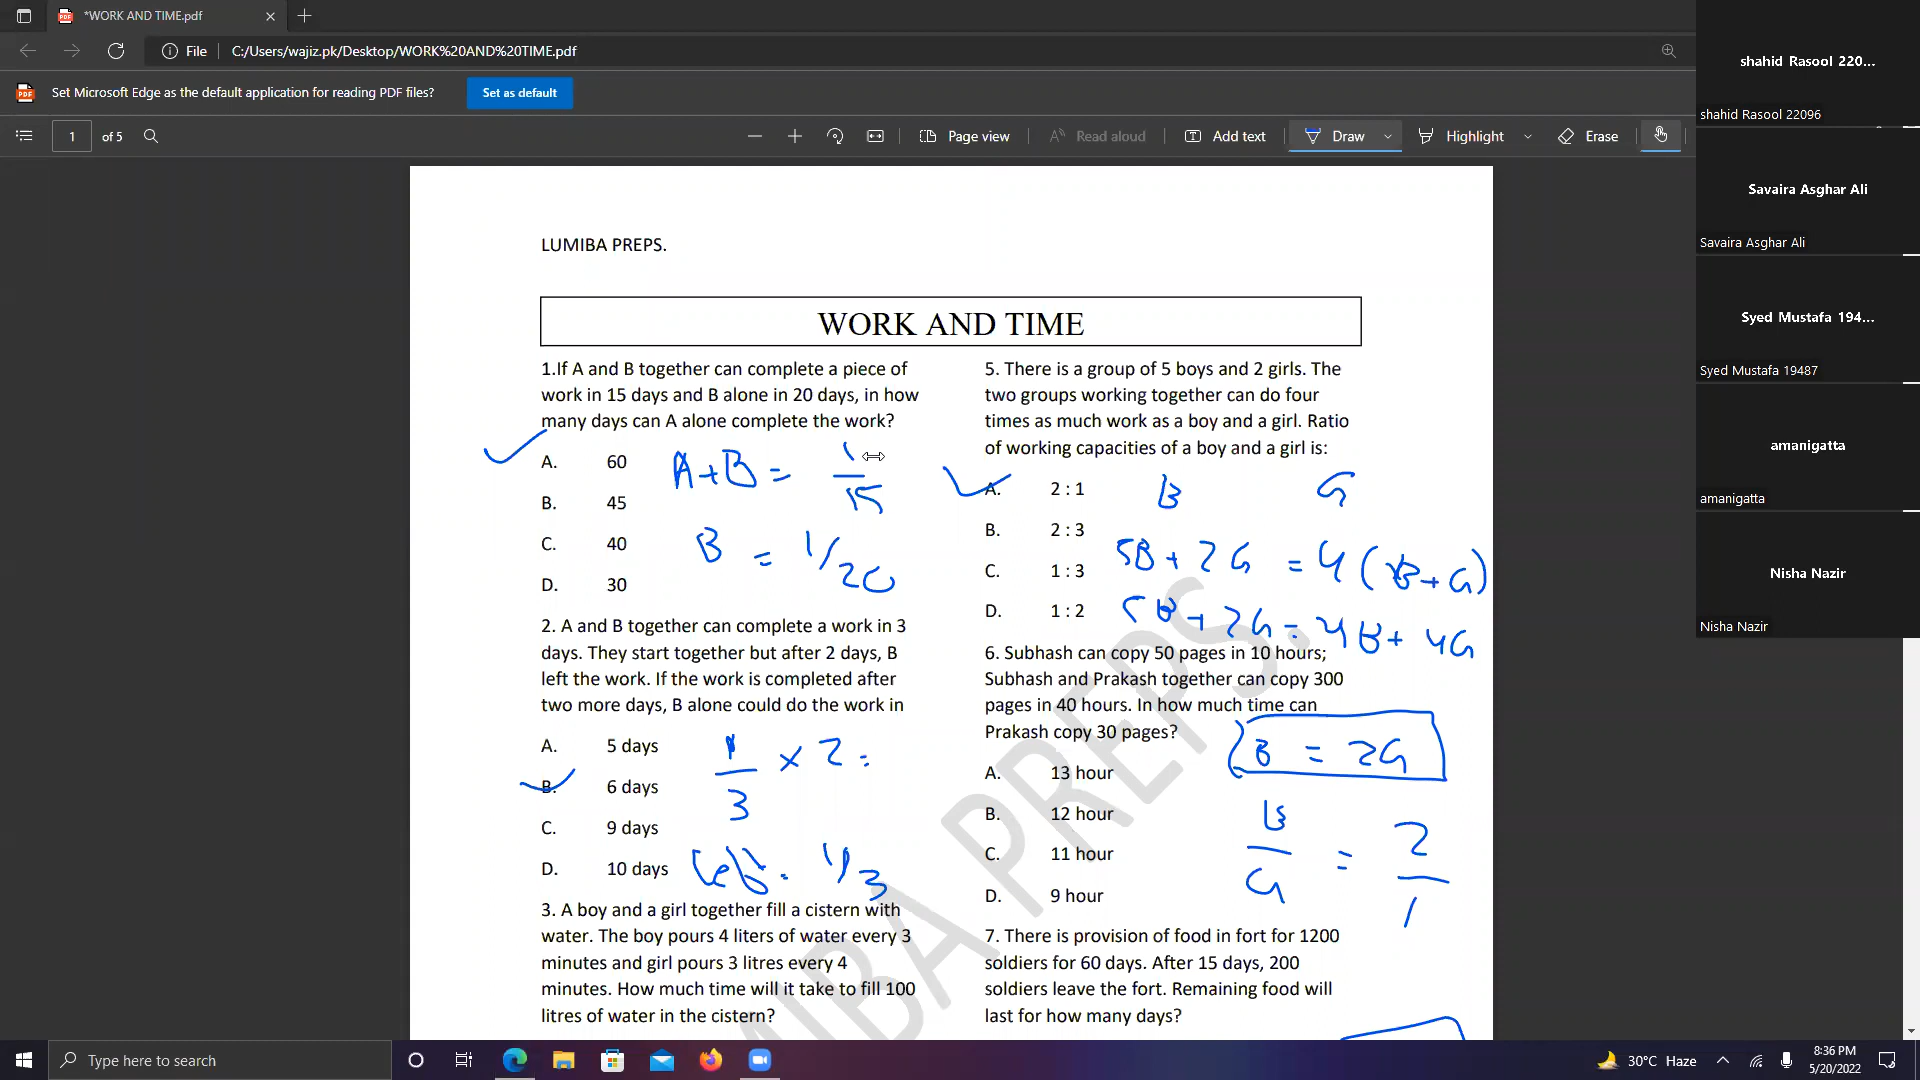 *WORK AND TIME.pdf
File
C:/Users/wajiz.pk/Desktop/WORK%20AND%20TIME.pdf
Set Microsoft Edge as the default application for reading PDF files?
Set as default
1 of 5
Page view
Read aloud
Add text
Draw
Highlight
Erase
LUMIBA PREPS.
WORK AND TIME
1.If A and B together can complete a piece of
work in 15 days and B alone in 20 days, in how
many days can A alone complete the work?
A. 60
B. 45
C. 40
D. 30
A+B = 1/15
B = 1/20
2. A and B together can complete a work in 3
days. They start together but after 2 days, B
left the work. If the work is completed after
two more days, B alone could do the work in
A. 5 days
B. 6 days
C. 9 days
D. 10 days
1/3 × 2 =
left = 1/3
3. A boy and a girl together fill a cistern with
water. The boy pours 4 liters of water every 3
minutes and girl pours 3 litres every 4
minutes. How much time will it take to fill 100
litres of water in the cistern?
5. There is a group of 5 boys and 2 girls. The
two groups working together can do four
times as much work as a boy and a girl. Ratio
of working capacities of a boy and a girl is:
A. 2 : 1
B. 2 : 3
C. 1 : 3
D. 1 : 2
B G
5B + 2G = 4(B+G)
5B + 2G = 4B + 4G
6. Subhash can copy 50 pages in 10 hours;
Subhash and Prakash together can copy 300
pages in 40 hours. In how much time can
Prakash copy 30 pages?
A. 13 hour
B. 12 hour
C. 11 hour
D. 9 hour
B = 2G
B/G = 2/1
7. There is provision of food in fort for 1200
soldiers for 60 days. After 15 days, 200
soldiers leave the fort. Remaining food will
last for how many days?
MIBA PREPS.
shahid Rasool 220...
shahid Rasool 22096
Savaira Asghar Ali
Savaira Asghar Ali
Syed Mustafa 194...
Syed Mustafa 19487
amanigatta
amanigatta
Nisha Nazir
Nisha Nazir
Type here to search
30°C Haze
8:36 PM
5/20/2022